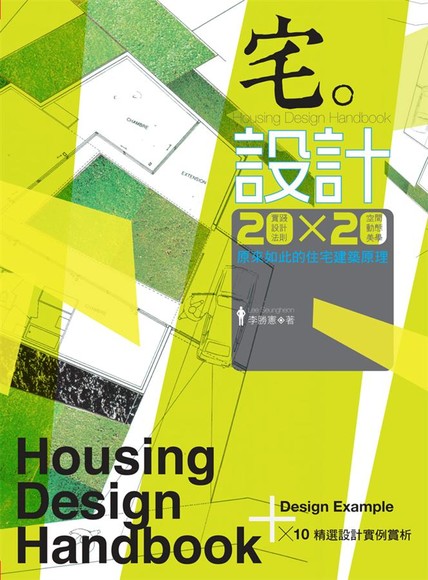 宅。
Housing Design Handbook
設計
20 實踐設計法則 × 20 空間動態美學
原來如此的住宅建築原理
Lee Seungheon
李勝憲◆著
CHAMBRE
EXTENSION
Housing
Design
Handbook
+ Design Example
×10 精選設計實例賞析